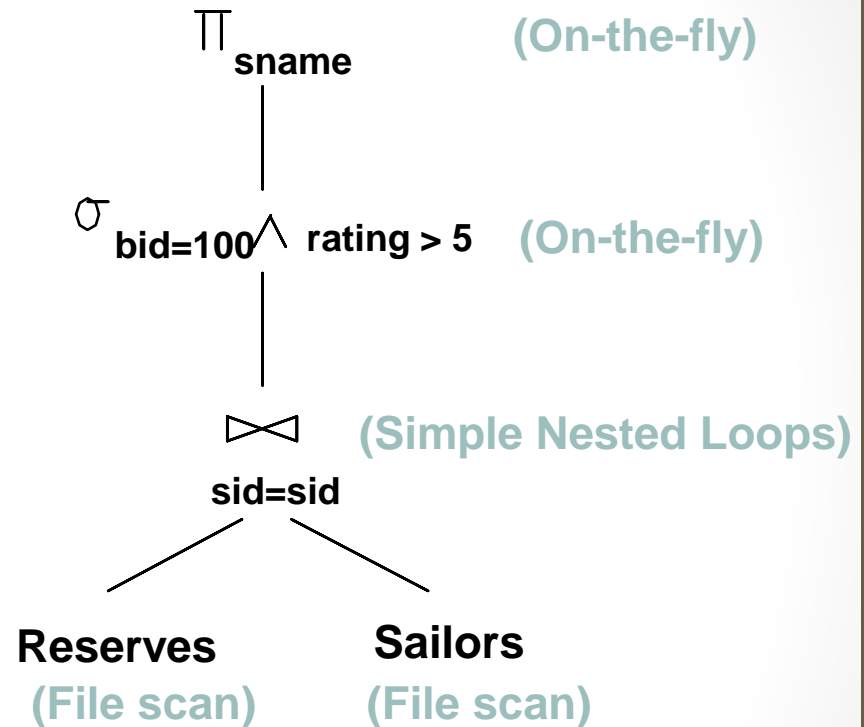 ∏ sname (On-the-fly)
σ bid=100 ∧ rating > 5 (On-the-fly)
⋈ (Simple Nested Loops)
sid=sid
Reserves Sailors
(File scan) (File scan)